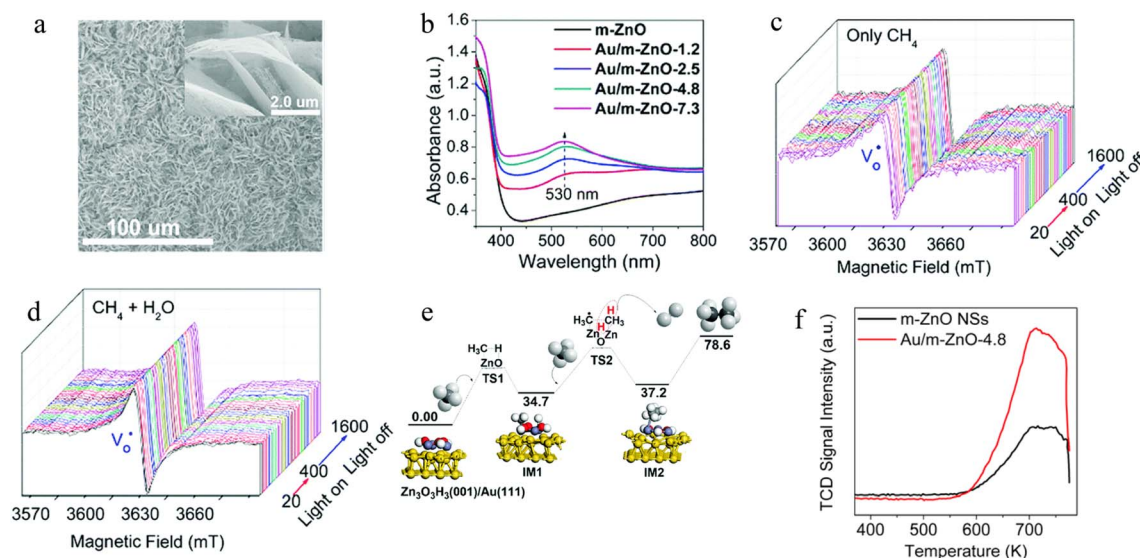 a
2.0 um
100 um
b
m-ZnO
Au/m-ZnO-1.2
Au/m-ZnO-2.5
Au/m-ZnO-4.8
Au/m-ZnO-7.3
530 nm
1.4
1.2
1.0
0.8
0.6
0.4
Absorbance (a.u.)
400 500 600 700 800
Wavelength (nm)
c
Only CH₄
Vo•
1600
400
20
Light on Light off
3570 3600 3630 3660
Magnetic Field (mT)
d
CH₄ + H₂O
Vo•
1600
400
20
Light on Light off
3570 3600 3630 3660
Magnetic Field (mT)
e
H₃C H
ZnO
TS1
H
H₃C• CH₃
H
Zn Zn
O
TS2
78.6
0.00
34.7
37.2
IM1
IM2
Zn₃O₃H₃(001)/Au(111)
f
m-ZnO NSs
Au/m-ZnO-4.8
TCD Signal Intensity (a.u.)
400 500 600 700
Temperature (K)